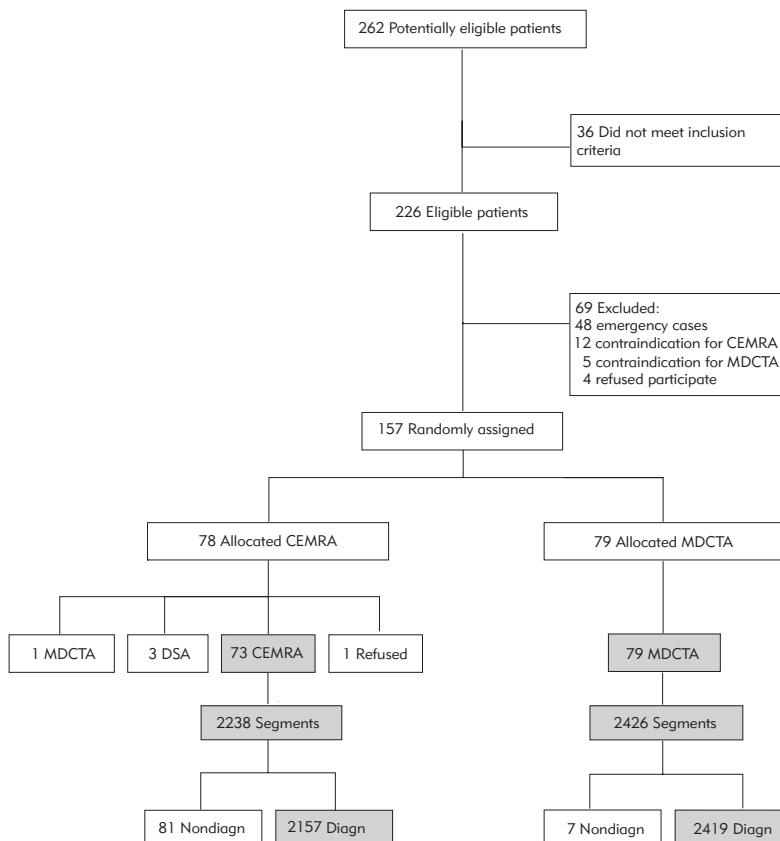 262 Potentially eligible patients
36 Did not meet inclusion
criteria
226 Eligible patients
69 Excluded:
48 emergency cases
12 contraindication for CEMRA
5 contraindication for MDCTA
4 refused participate
157 Randomly assigned
78 Allocated CEMRA
79 Allocated MDCTA
1 MDCTA
3 DSA
73 CEMRA
1 Refused
79 MDCTA
2238 Segments
2426 Segments
81 Nondiagn
2157 Diagn
7 Nondiagn
2419 Diagn